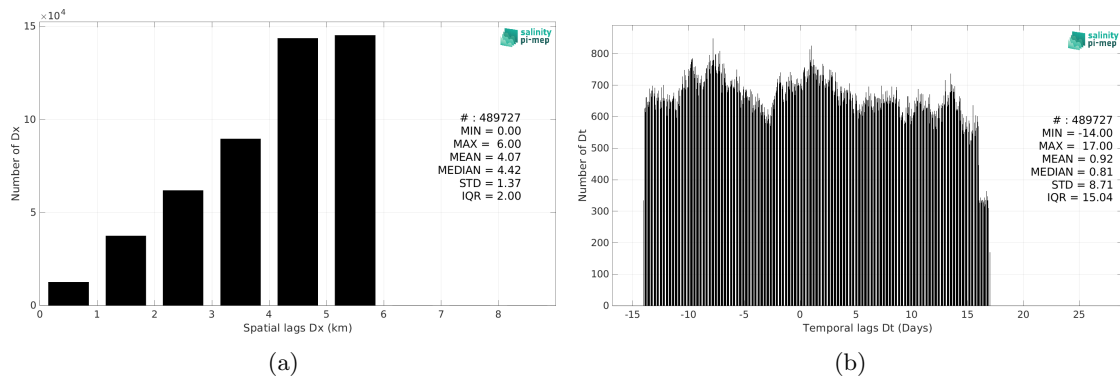 ×10⁴
15
10
5
0
0 1 2 3 4 5 6 7 8
Number of Dx
Spatial lags Dx (km)
salinity
pi-mep
# : 489727
MIN = 0.00
MAX = 6.00
MEAN = 4.07
MEDIAN = 4.42
STD = 1.37
IQR = 2.00
(a)
800
700
600
500
400
300
200
100
0
-15 -10 -5 0 5 10 15 20 25
Number of Dt
Temporal lags Dt (Days)
salinity
pi-mep
# : 489727
MIN = -14.00
MAX = 17.00
MEAN = 0.92
MEDIAN = 0.81
STD = 8.71
IQR = 15.04
(b)